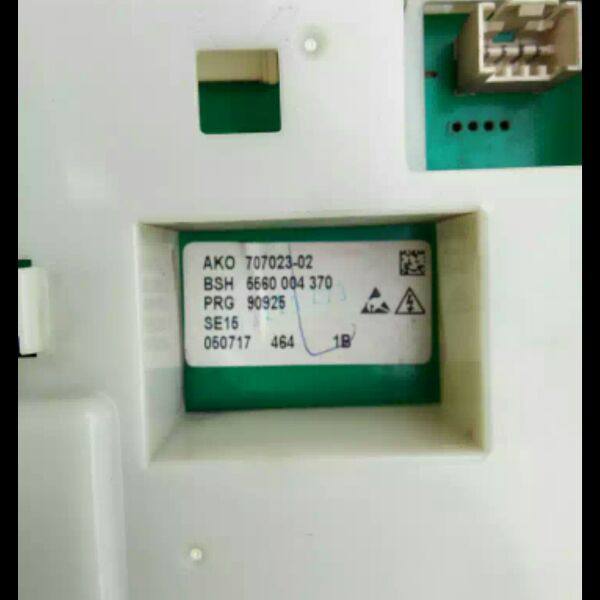 AKO 707023-02
BSH 5560 004 370
PRG 90925
SE15
050717 464 1B